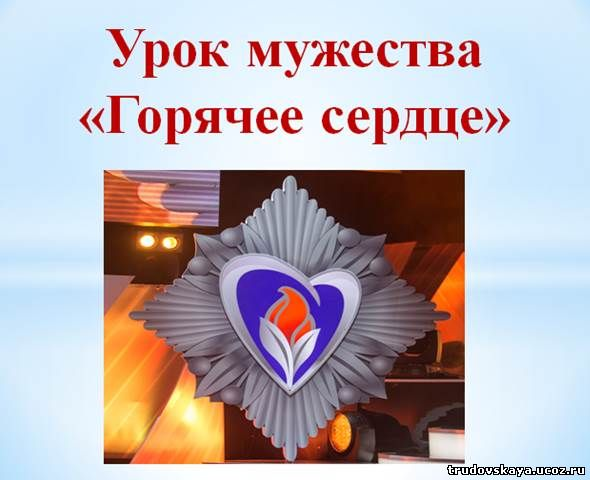 Урок мужества
«Горячее сердце»
trudovskaya.ucoz.ru